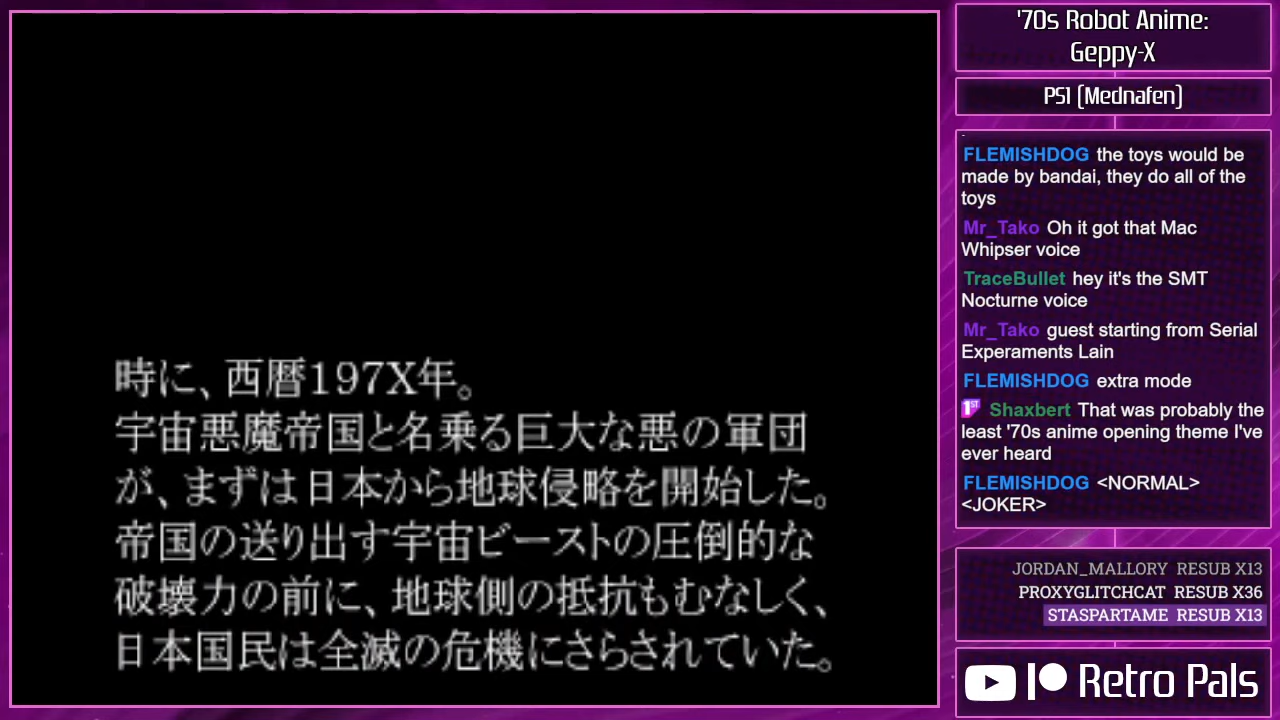 '70s Robot Anime:
Geppy-X
PS1 [Mednafen]
FLEMISHDOG the toys would be
made by bandai, they do all of the
toys
Mr_Tako Oh it got that Mac
Whipser voice
TraceBullet hey it's the SMT
Nocturne voice
Mr_Tako guest starting from Serial
Experaments Lain
FLEMISHDOG extra mode
1ST Shaxbert That was probably the
least '70s anime opening theme I've
ever heard
FLEMISHDOG <NORMAL>
<JOKER>
時に、西暦197X年。
宇宙悪魔帝国と名乗る巨大な悪の軍団
が、まずは日本から地球侵略を開始した。
帝国の送り出す宇宙ビーストの圧倒的な
破壊力の前に、地球側の抵抗もむなしく、
日本国民は全滅の危機にさらされていた。
JORDAN_MALLORY RESUB X13
PROXYGLITCHCAT RESUB X36
STASPARTAME RESUB X13
Retro Pals